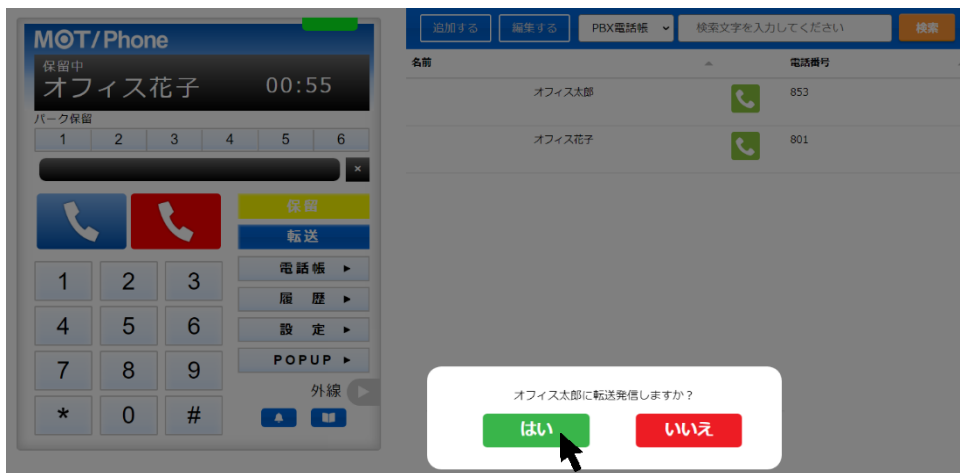 MOT/Phone
保留中
オフィス花子 00:55
パーク保留
1 2 3 4 5 6
×
保留
転送
電話帳 ▶
履 歴 ▶
設 定 ▶
POPUP ▶
外線
1 2 3
4 5 6
7 8 9
* 0 #
追加する 編集する PBX電話帳 検索文字を入力してください 検索
名前 電話番号
オフィス太郎 853
オフィス花子 801
オフィス太郎に転送発信しますか？
はい いいえ